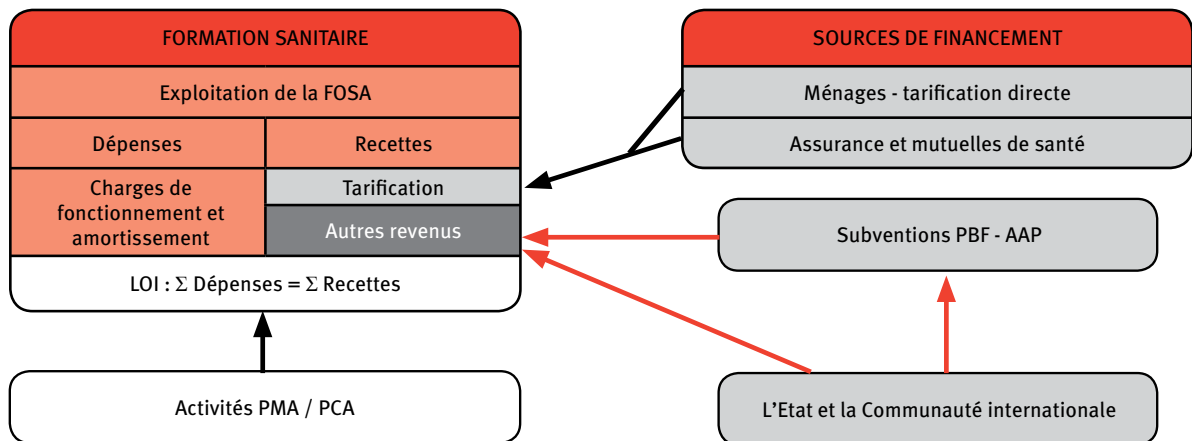 FORMATION SANITAIRE
Exploitation de la FOSA
Dépenses
Recettes
Charges de
fonctionnement et
amortissement
Tarification
Autres revenus
LOI : Σ Dépenses = Σ Recettes
Activités PMA / PCA
SOURCES DE FINANCEMENT
Ménages - tarification directe
Assurance et mutuelles de santé
Subventions PBF - AAP
L'Etat et la Communauté internationale